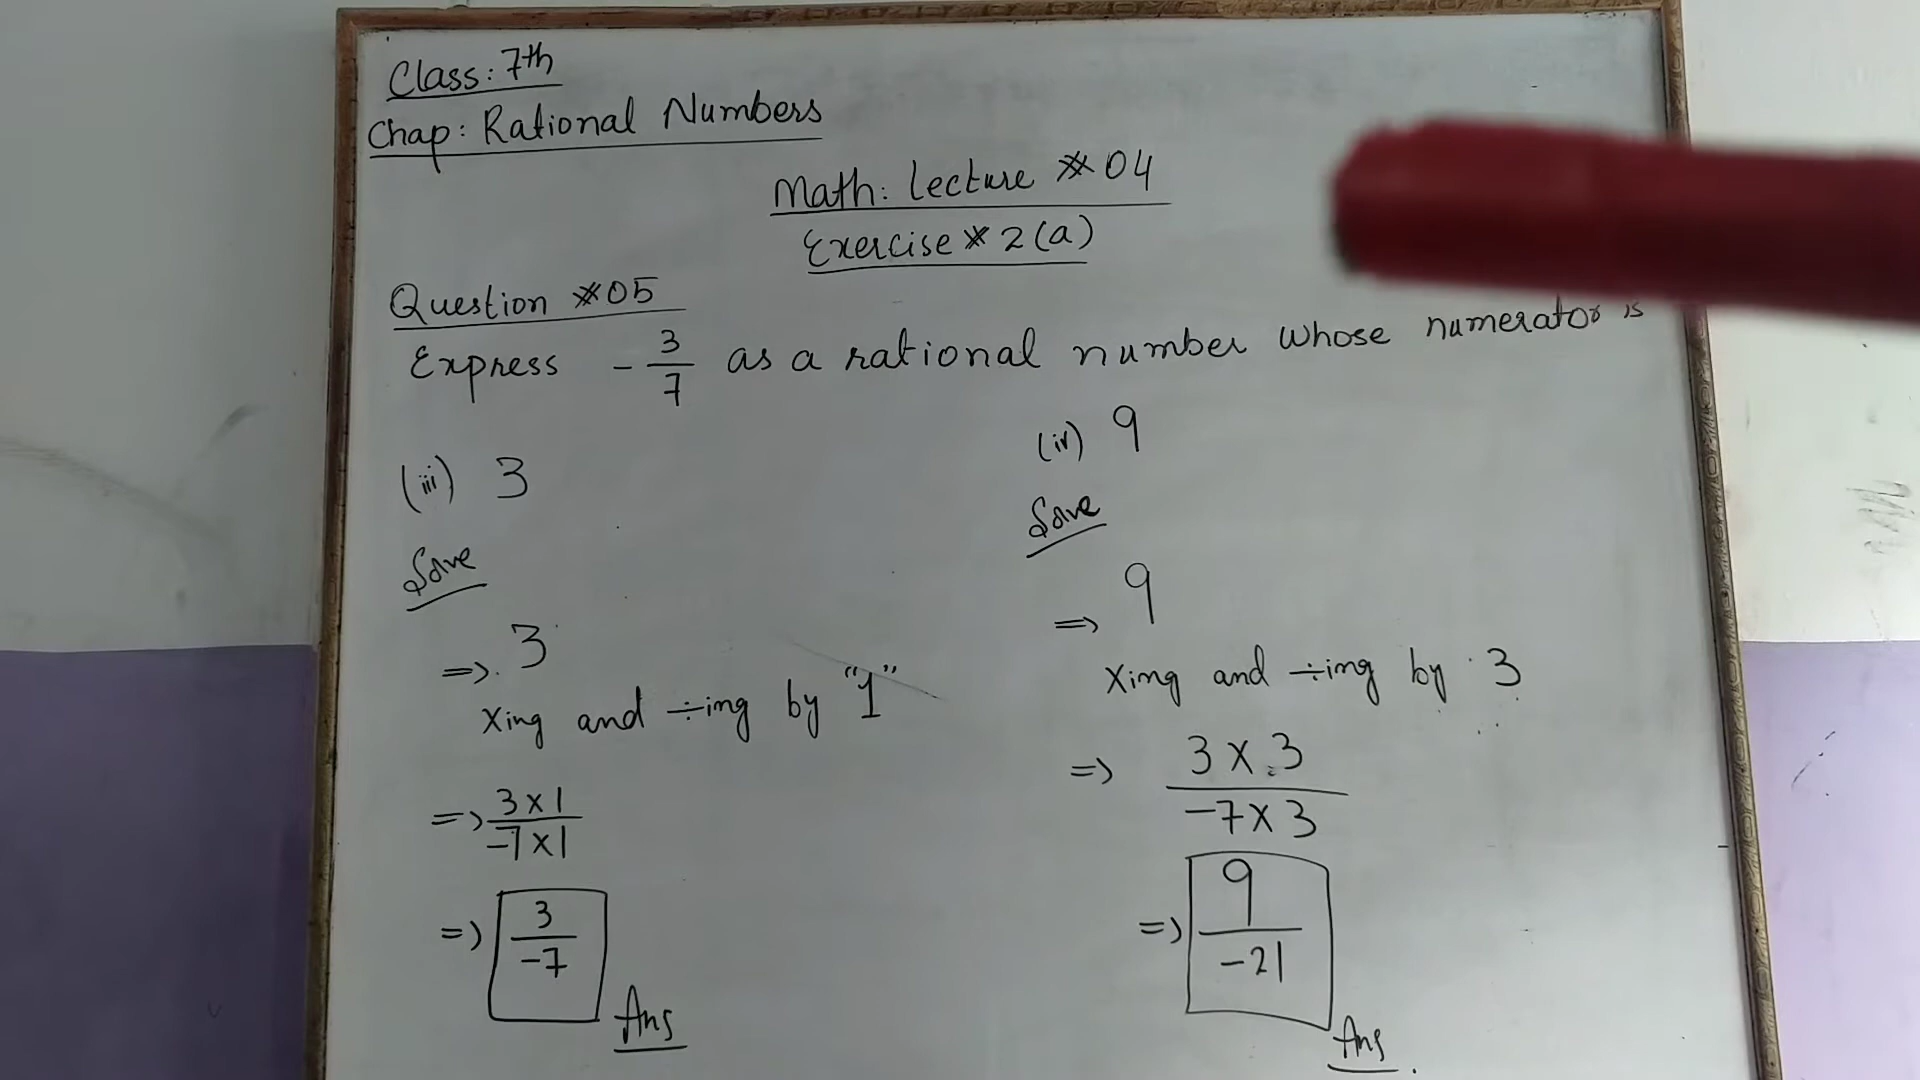 Class: 7th
Chap: Rational Numbers
Math: Lecture # 04
Exercise # 2(a)
Question # 05
Express - 3/7 as a rational number whose numerator is
(iii) 3
Solve
=> 3
Xing and ÷ing by "1"
=> 3 x 1 / -7 x 1
=> 3 / -7
Ans
(iv) 9
Solve
=> 9
Xing and ÷ing by 3
=> 3 x 3 / -7 x 3
=> 9 / -21
Ans